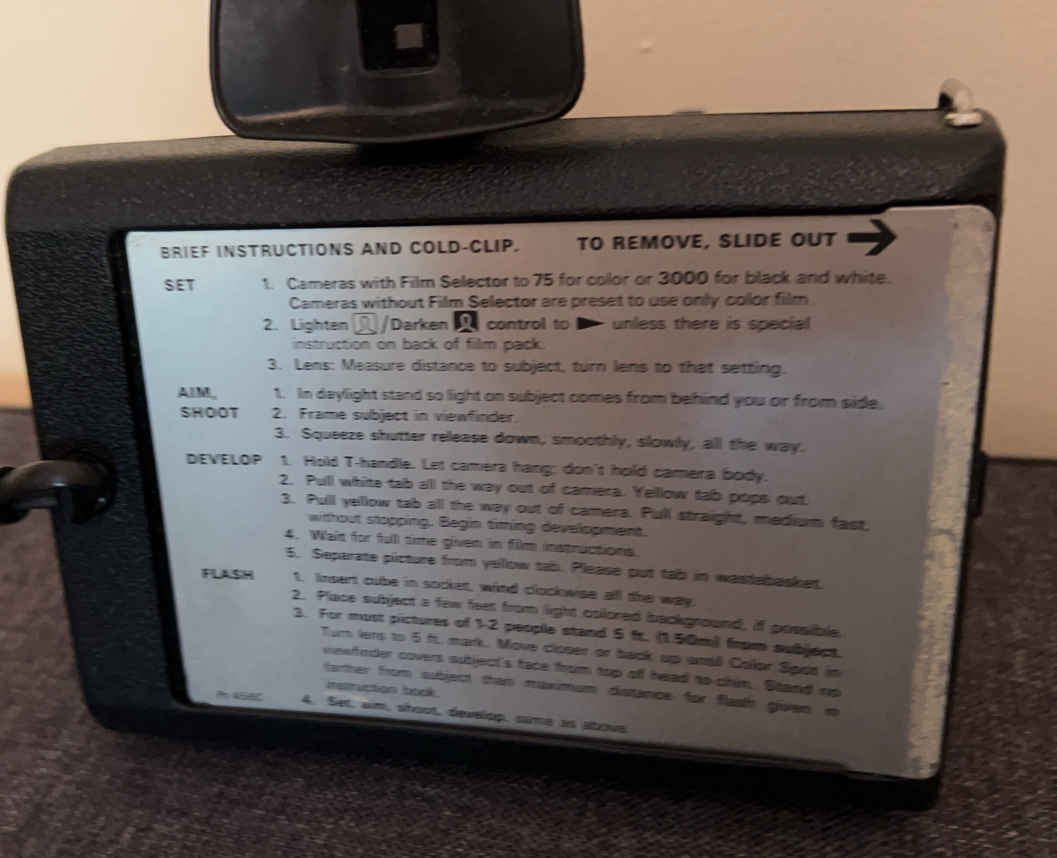 BRIEF INSTRUCTIONS AND COLD-CLIP. TO REMOVE, SLIDE OUT
SET 1. Cameras with Film Selector to 75 for color or 3000 for black and white.
Cameras without Film Selector are preset to use only color film.
2. Lighten /Darken control to unless there is special
instruction on back of film pack.
3. Lens: Measure distance to subject, turn lens to that setting.
AIM, 1. In daylight stand so light on subject comes from behind you or from side.
SHOOT 2. Frame subject in viewfinder.
3. Squeeze shutter release down, smoothly, slowly, all the way.
DEVELOP 1. Hold T-handle. Let camera hang; don't hold camera body.
2. Pull white tab all the way out of camera. Yellow tab pops out.
3. Pull yellow tab all the way out of camera. Pull straight, medium fast,
without stopping. Begin timing development.
4. Wait for full time given in film instructions.
5. Separate picture from yellow tab. Please put tab in wastebasket.
FLASH 1. Insert cube in socket, wind clockwise all the way.
2. Place subject a few feet from light colored background, if possible.
3. For most pictures of 1-2 people stand 5 ft. (1.50m) from subject.
Turn lens to 5 ft. mark. Move closer or back up until Color Spot in
viewfinder covers subject's face from top of head to chin. Stand no
farther from subject than maximum distance for flash given in
instruction book.
4. Set, aim, shoot, develop, same as above.